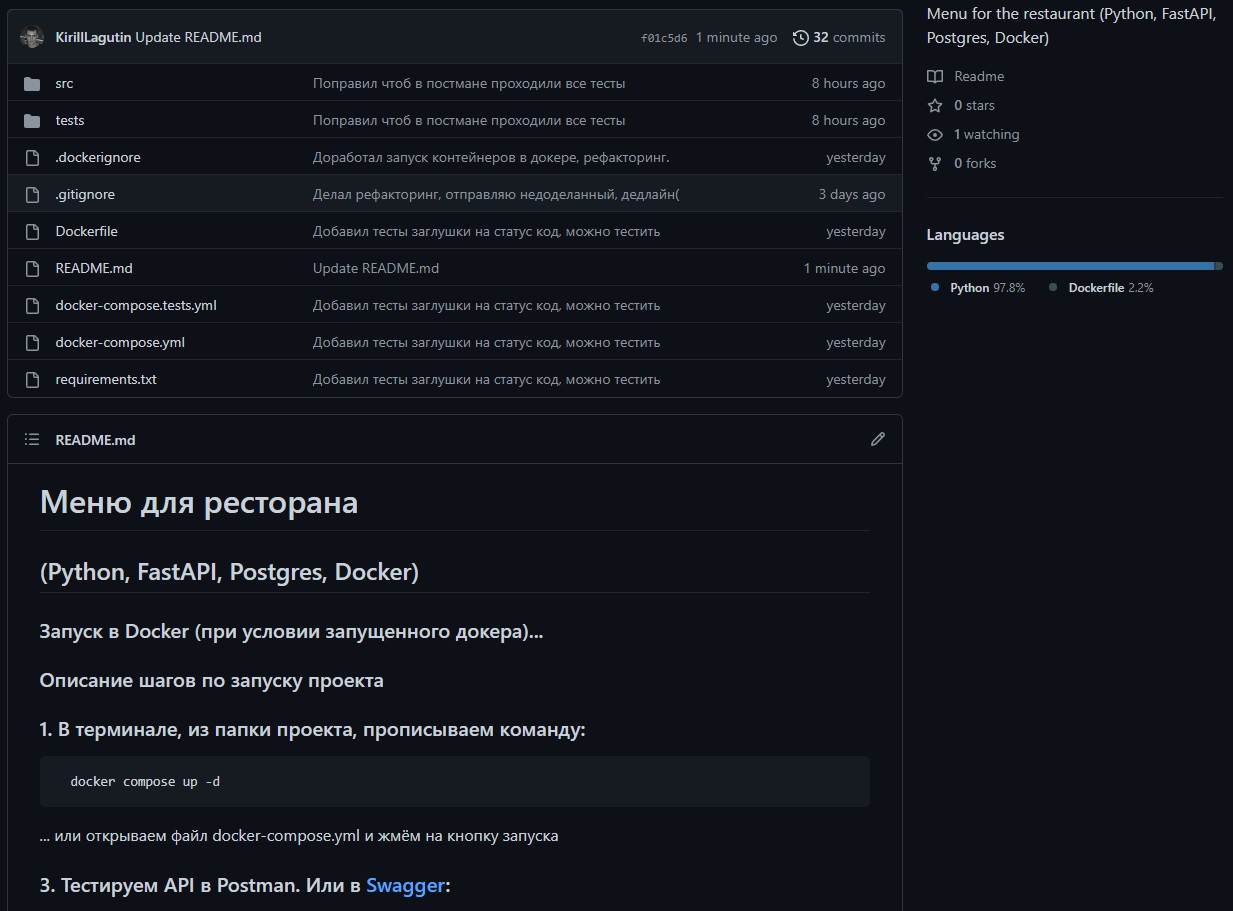 KirillLagutin Update README.md f01c5d6 1 minute ago 32 commits
src Поправил чтоб в постмане проходили все тесты 8 hours ago
tests Поправил чтоб в постмане проходили все тесты 8 hours ago
.dockerignore Доработал запуск контейнеров в докере, рефакторинг. yesterday
.gitignore Делал рефакторинг, отправляю недоделанный, дедлайн( 3 days ago
Dockerfile Добавил тесты заглушки на статус код, можно тестить yesterday
README.md Update README.md 1 minute ago
docker-compose.tests.yml Добавил тесты заглушки на статус код, можно тестить yesterday
docker-compose.yml Добавил тесты заглушки на статус код, можно тестить yesterday
requirements.txt Добавил тесты заглушки на статус код, можно тестить yesterday
README.md
Меню для ресторана
(Python, FastAPI, Postgres, Docker)
Запуск в Docker (при условии запущенного докера)...
Описание шагов по запуску проекта
1. В терминале, из папки проекта, прописываем команду:
docker compose up -d
... или открываем файл docker-compose.yml и жмём на кнопку запуска
3. Тестируем API в Postman. Или в Swagger:
Menu for the restaurant (Python, FastAPI,
Postgres, Docker)
Readme
0 stars
1 watching
0 forks
Languages
Python 97.8% Dockerfile 2.2%